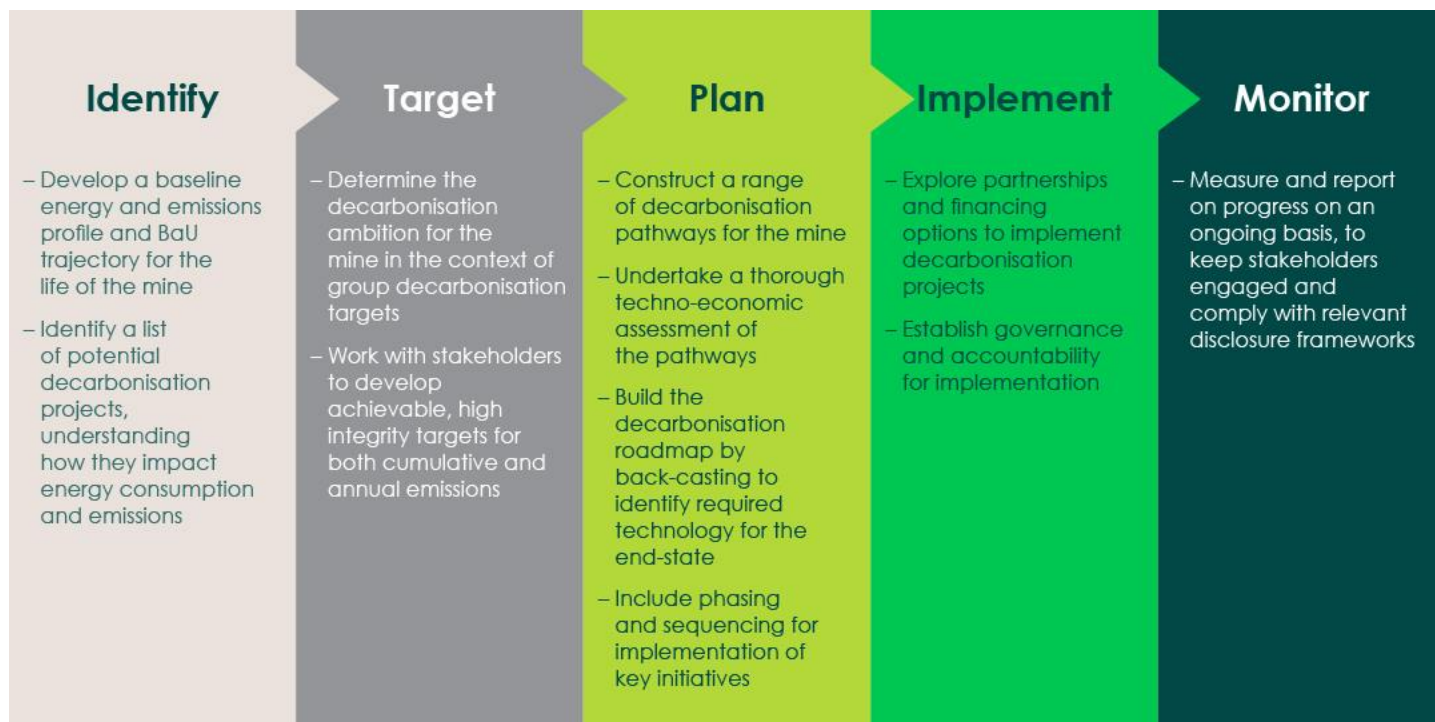 Identify
– Develop a baseline
energy and emissions
profile and BaU
trajectory for the
life of the mine
– Identify a list
of potential
decarbonisation
projects,
understanding
how they impact
energy consumption
and emissions
Target
– Determine the
decarbonisation
ambition for the
mine in the context of
group decarbonisation
targets
– Work with stakeholders
to develop
achievable, high
integrity targets for
both cumulative and
annual emissions
Plan
– Construct a range
of decarbonisation
pathways for the mine
– Undertake a thorough
techno-economic
assessment of
the pathways
– Build the
decarbonisation
roadmap by
back-casting to
identify required
technology for the
end-state
– Include phasing
and sequencing for
implementation of
key initiatives
Implement
– Explore partnerships
and financing
options to implement
decarbonisation
projects
– Establish governance
and accountability
for implementation
Monitor
– Measure and report
on progress on an
ongoing basis, to
keep stakeholders
engaged and
comply with relevant
disclosure frameworks